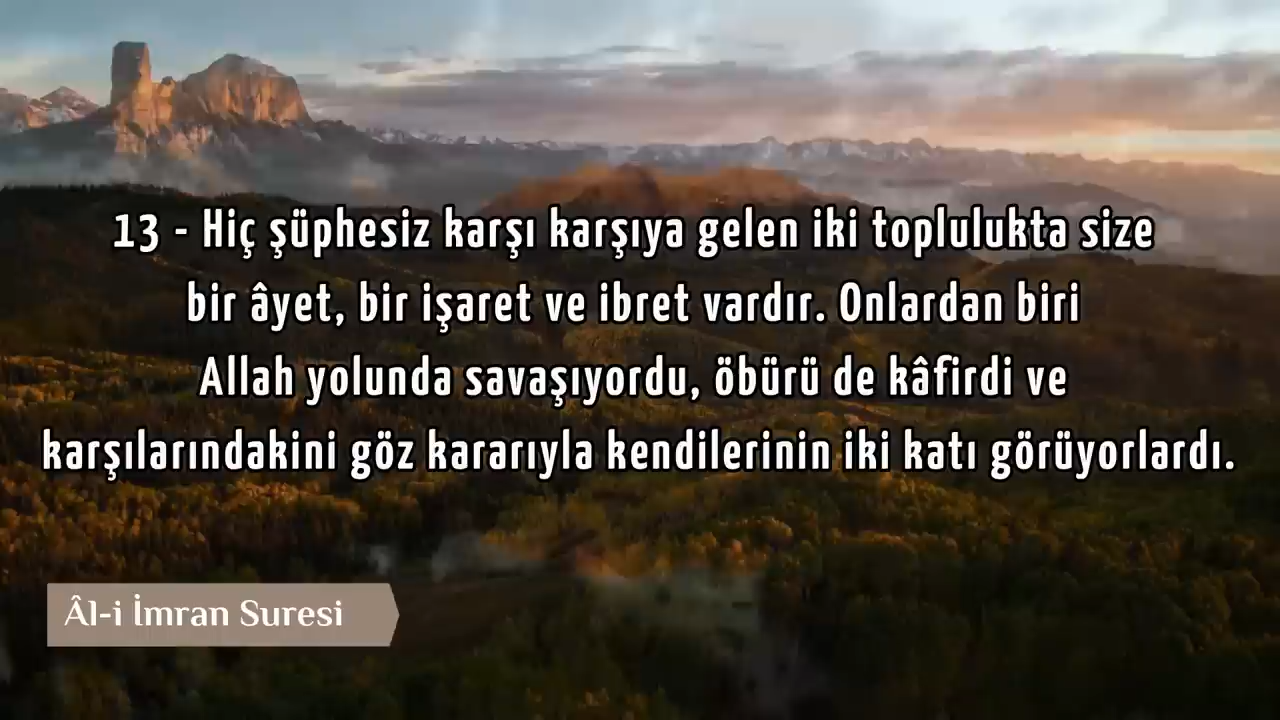 13 - Hiç şüphesiz karşı karşıya gelen iki toplulukta size
bir âyet, bir işaret ve ibret vardır. Onlardan biri
Allah yolunda savaşıyordu, öbürü de kâfirdi ve
karşılarındakini göz kararıyla kendilerinin iki katı görüyorlardı.
Âl-i İmran Suresi